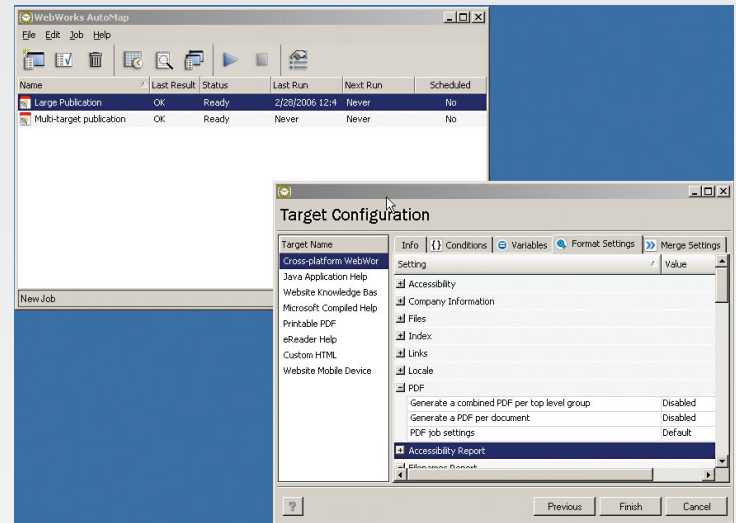 WebWorks AutoMap
File Edit Job Help
Name Last Result Status Last Run Next Run Scheduled
Large Publication OK Ready 2/28/2006 12:4 Never No
Multi-target publication OK Ready Never Never No
New Job
Target Configuration
Target Name
Cross-platform WebWor
Java Application Help
Website Knowledge Bas
Microsoft Compiled Help
Printable PDF
eReader Help
Custom HTML
Website Mobile Device
Info {} Conditions Variables Format Settings Merge Settings
Setting Value
Accessibility
Company Information
Files
Index
Links
Locale
PDF
Generate a combined PDF per top level group Disabled
Generate a PDF per document Disabled
PDF job settings Default
Accessibility Report
Filenames Report
? Previous Finish Cancel